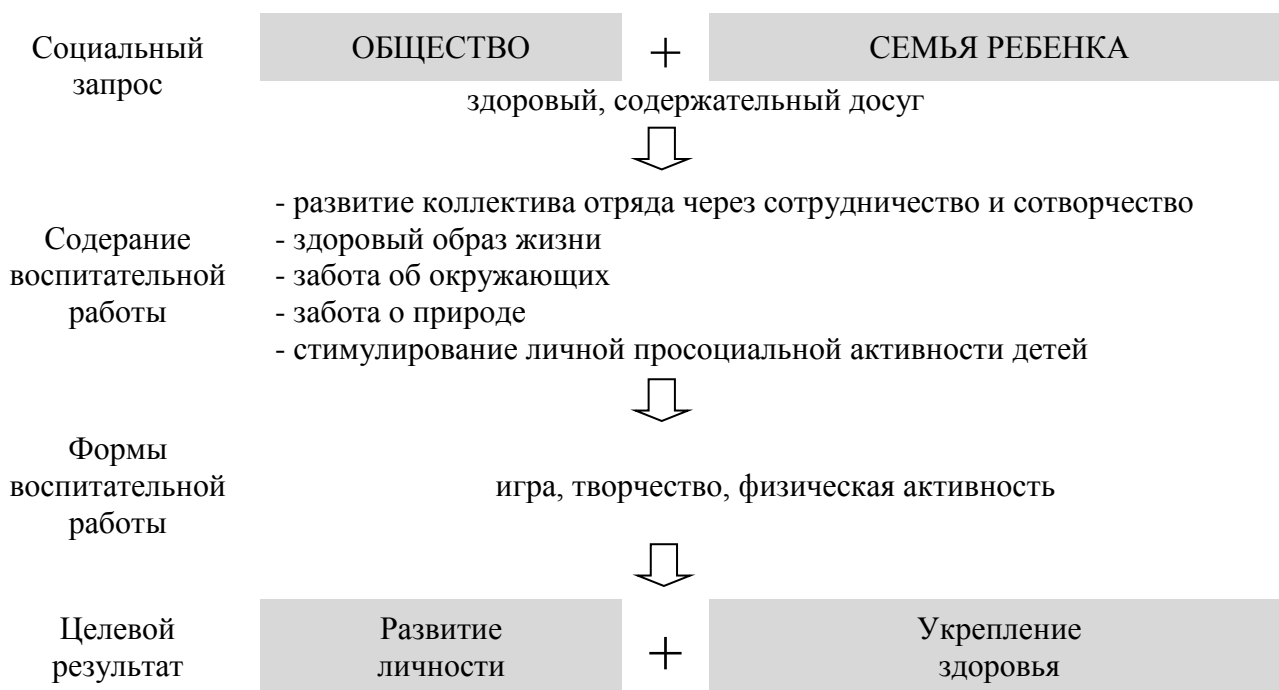 Социальный
запрос
ОБЩЕСТВО + СЕМЬЯ РЕБЕНКА
здоровый, содержательный досуг
Содерание
воспитательной
работы
- развитие коллектива отряда через сотрудничество и сотворчество
- здоровый образ жизни
- забота об окружающих
- забота о природе
- стимулирование личной просоциальной активности детей
Формы
воспитательной
работы
игра, творчество, физическая активность
Целевой
результат
Развитие
личности
+
Укрепление
здоровья